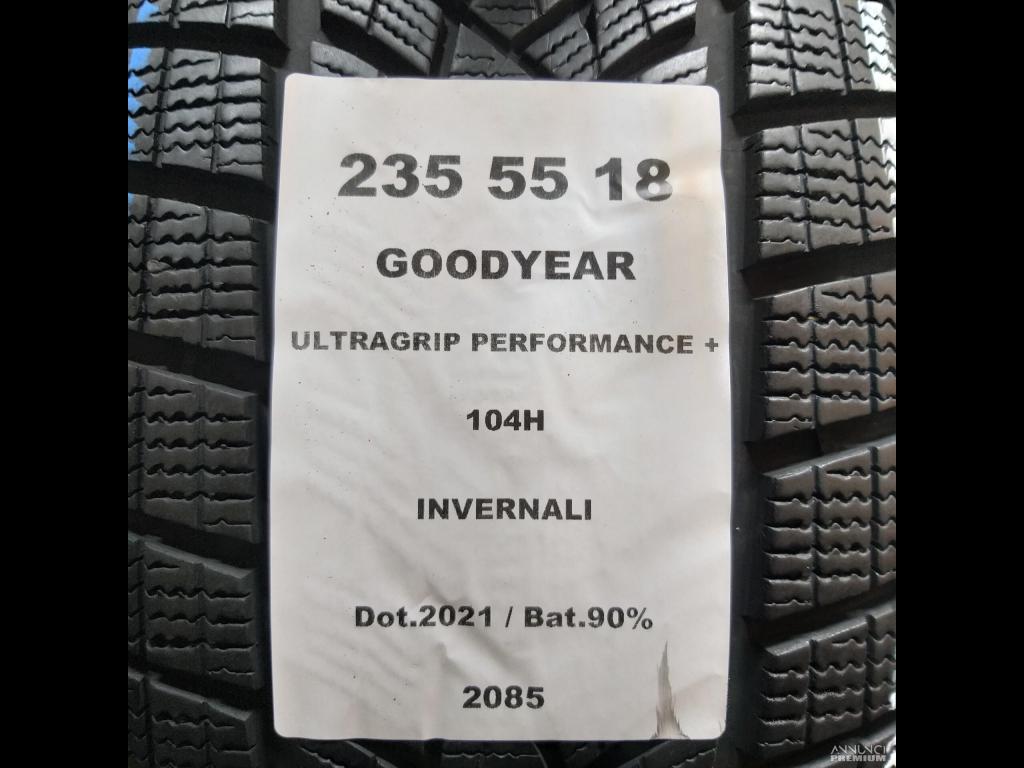 235 55 18
GOODYEAR
ULTRAGRIP PERFORMANCE +
104H
INVERNALI
Dot.2021 / Bat.90%
2085
ANNUNCI
PREMIUM